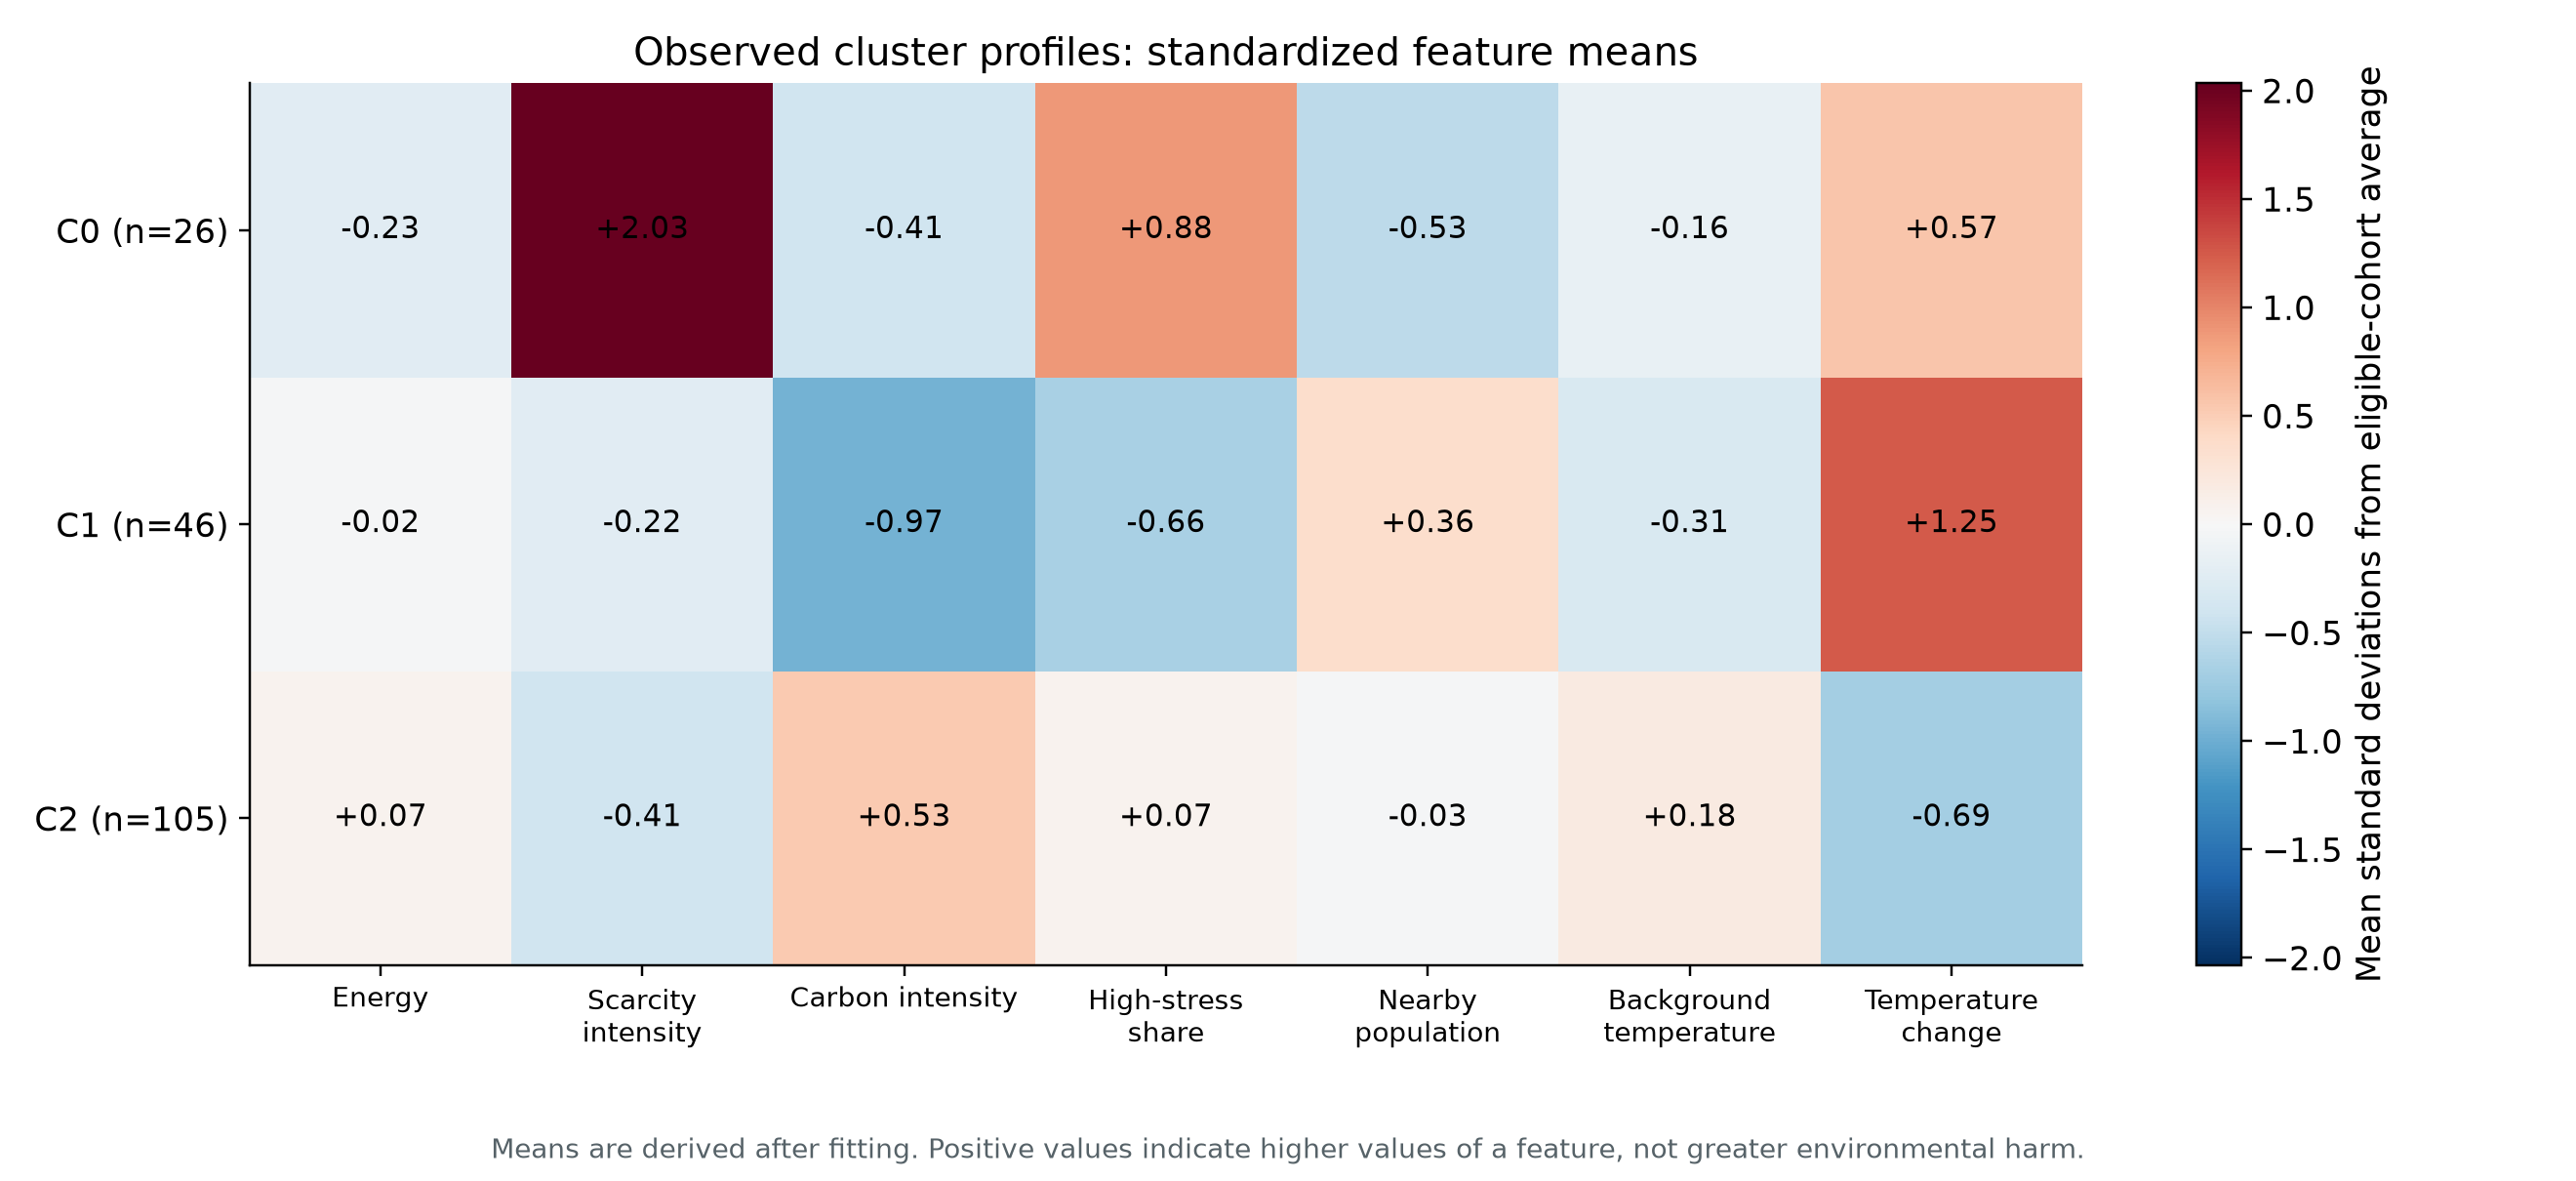 Observed cluster profiles: standardized feature means
C0 (n=26)
-0.23
+2.03
-0.41
+0.88
-0.53
-0.16
+0.57
C1 (n=46)
-0.02
-0.22
-0.97
-0.66
+0.36
-0.31
+1.25
C2 (n=105)
+0.07
-0.41
+0.53
+0.07
-0.03
+0.18
-0.69
Energy
Scarcity
intensity
Carbon intensity
High-stress
share
Nearby
population
Background
temperature
Temperature
change
2.0
1.5
1.0
0.5
0.0
−0.5
−1.0
−1.5
−2.0
Mean standard deviations from eligible-cohort average
Means are derived after fitting. Positive values indicate higher values of a feature, not greater environmental harm.